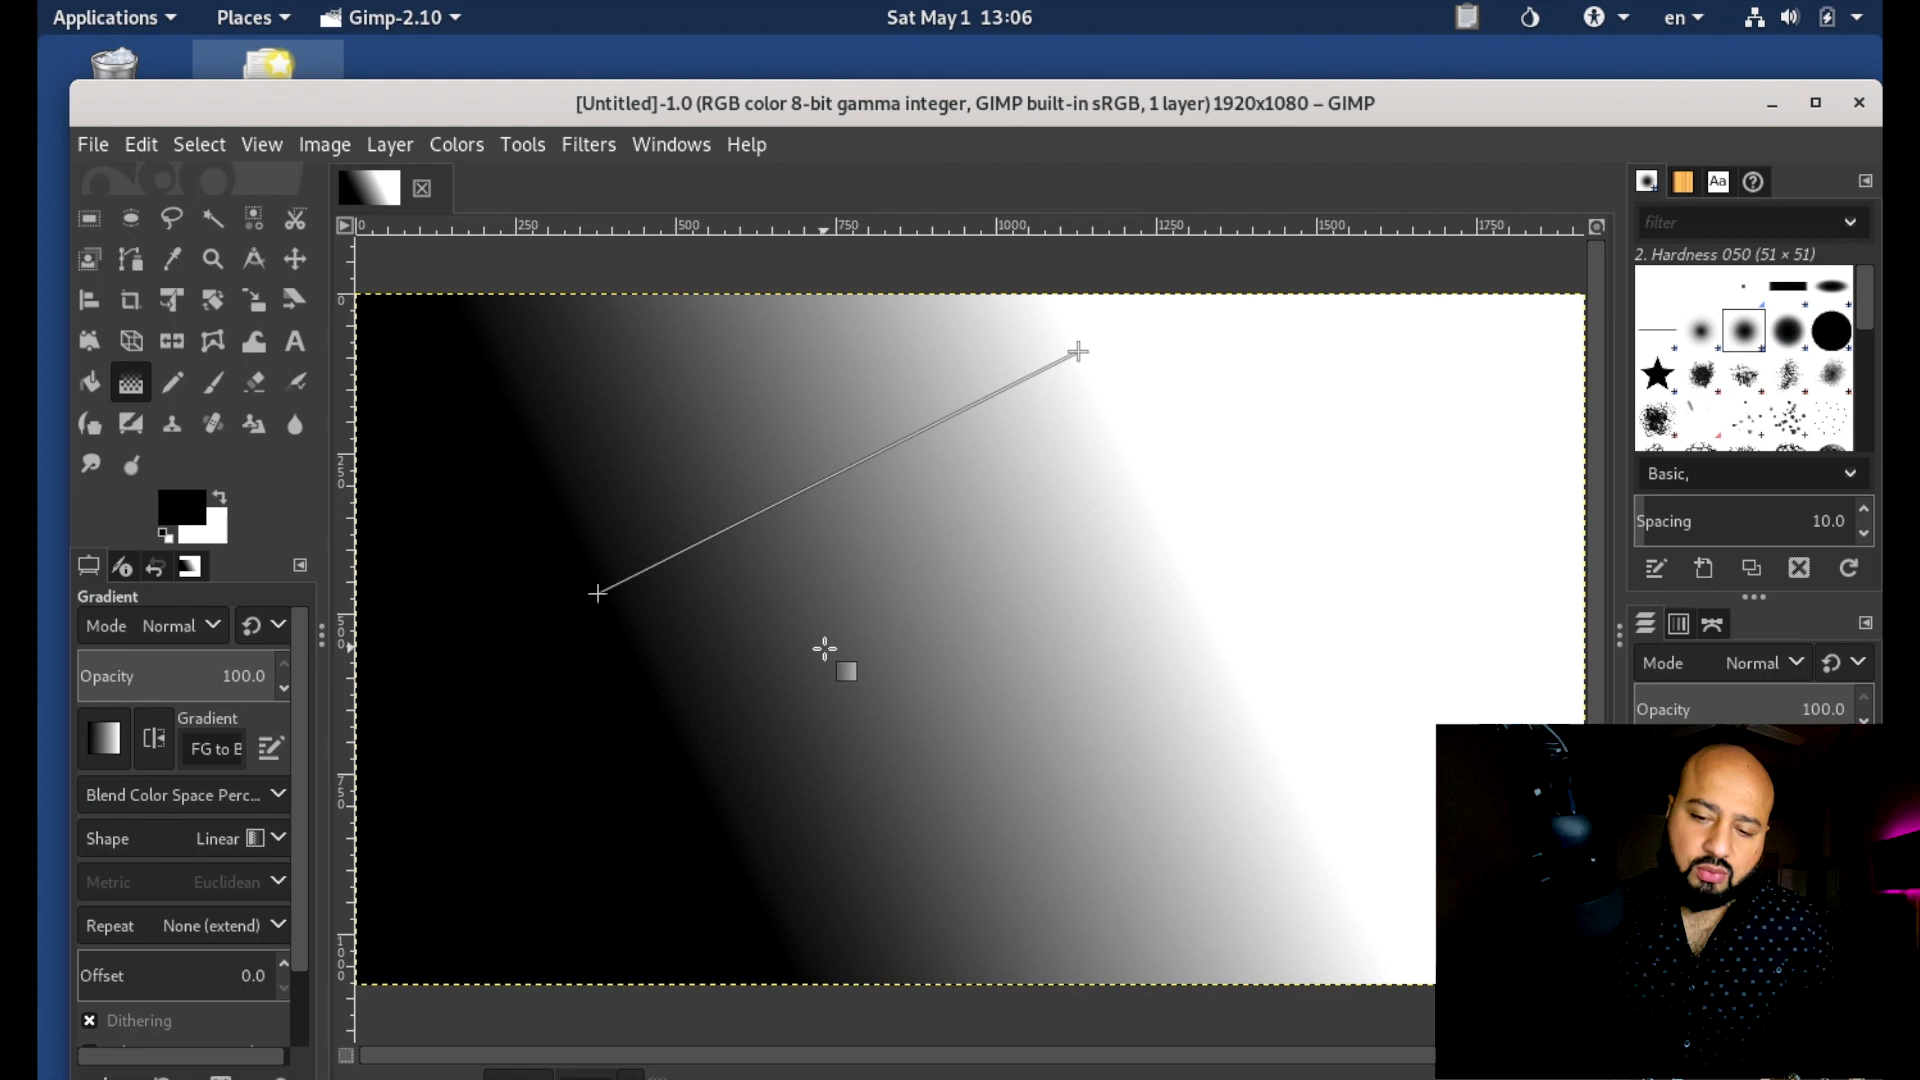 Applications Places Gimp-2.10 Sat May 1 13:06 en
[Untitled]-1.0 (RGB color 8-bit gamma integer, GIMP built-in sRGB, 1 layer) 1920x1080 – GIMP
File Edit Select View Image Layer Colors Tools Filters Windows Help
Aa
filter
0 250 500 750 1000 1250 1500 1750
2. Hardness 050 (51 × 51)
0
250
500
750
1000
Basic,
Spacing 10.0
Gradient
Mode Normal
Opacity 100.0
Gradient
FG to B
Blend Color Space Perc...
Shape Linear
Metric Euclidean
Repeat None (extend)
Offset 0.0
Dithering
Mode Normal
Opacity 100.0